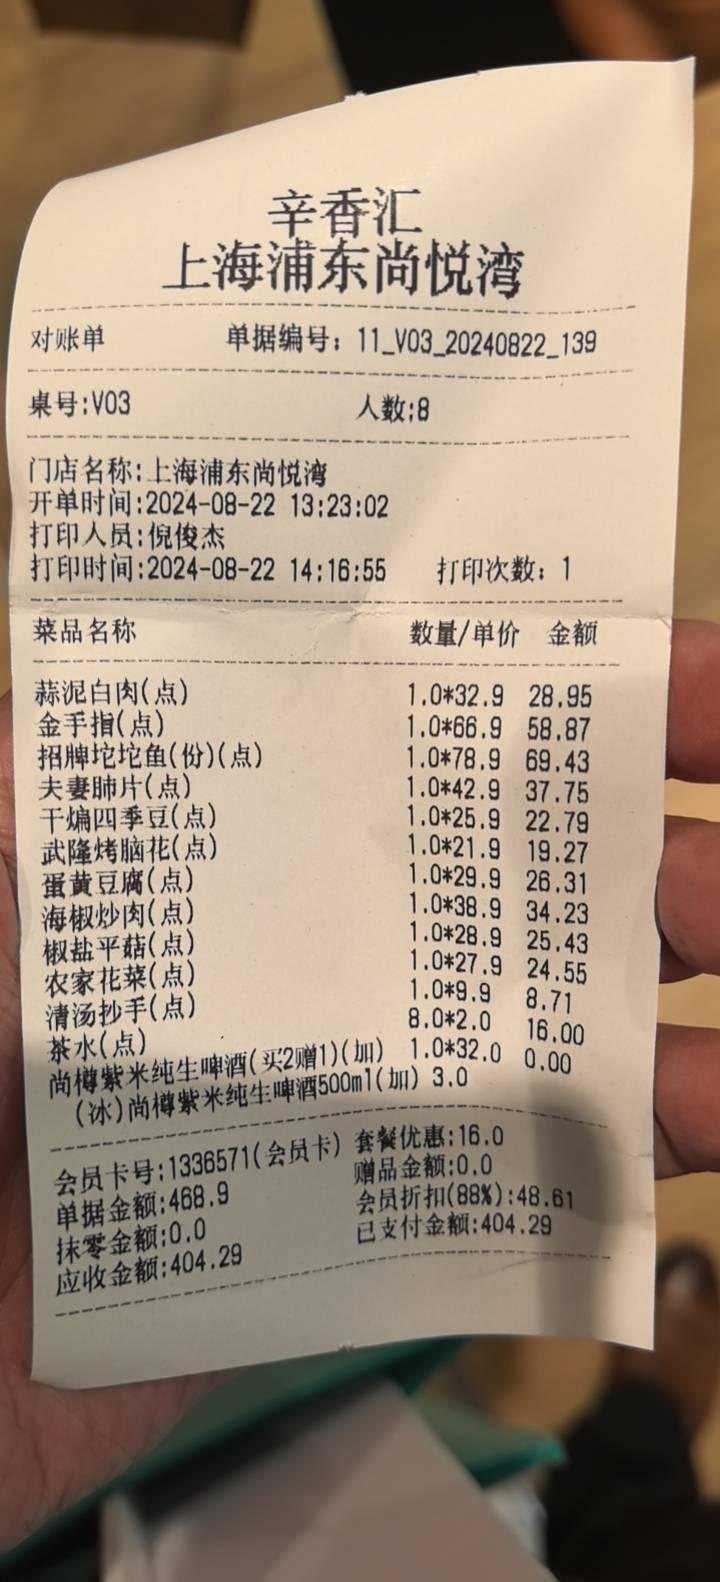 辛香汇
上海浦东尚悦湾
对账单 单据编号：11_V03_20240822_139
桌号:V03 人数:8
门店名称:上海浦东尚悦湾
开单时间:2024-08-22 13:23:02
打印人员:倪俊杰
打印时间:2024-08-22 14:16:55 打印次数：1
菜品名称 数量/单价 金额
蒜泥白肉(点) 1.0*32.9 28.95
金手指(点) 1.0*66.9 58.87
招牌坨坨鱼(份)(点) 1.0*78.9 69.43
夫妻肺片(点) 1.0*42.9 37.75
干煸四季豆(点) 1.0*25.9 22.79
武隆烤脑花(点) 1.0*21.9 19.27
蛋黄豆腐(点) 1.0*29.9 26.31
海椒炒肉(点) 1.0*38.9 34.23
椒盐平菇(点) 1.0*28.9 25.43
农家花菜(点) 1.0*27.9 24.55
清汤抄手(点) 1.0*9.9 8.71
茶水(点) 8.0*2.0 16.00
尚樽紫米纯生啤酒(买2赠1)(加) 1.0*32.0 0.00
(冰)尚樽紫米纯生啤酒500ml(加) 3.0
会员卡号:1336571(会员卡) 套餐优惠:16.0
单据金额:468.9 赠品金额:0.0
抹零金额:0.0 会员折扣(88%):48.61
应收金额:404.29 已支付金额:404.29